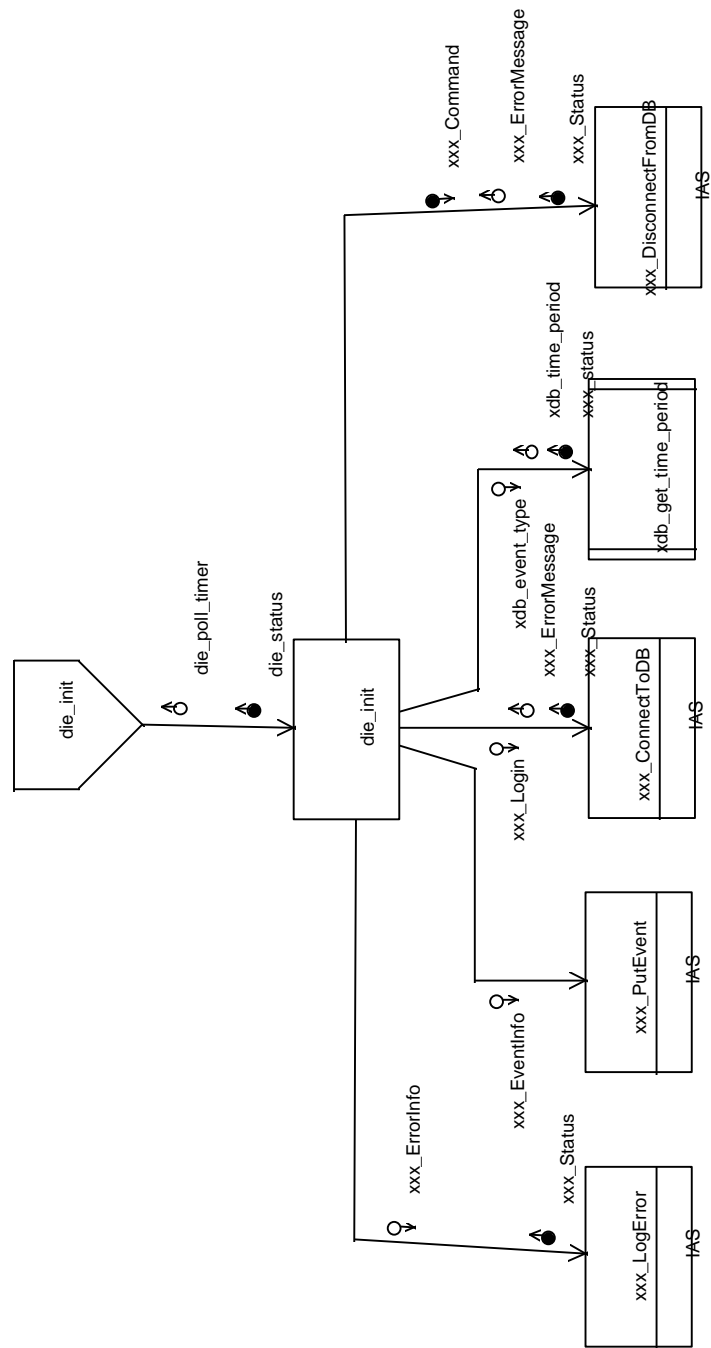 die_init
die_poll_timer
die_status
die_init
xxx_ErrorInfo
xxx_Status
xxx_LogError
IAS
xxx_EventInfo
xxx_PutEvent
IAS
xxx_Login
xxx_ErrorMessage
xxx_Status
xxx_ConnectToDB
IAS
xdb_event_type
xdb_time_period
xxx_status
xdb_get_time_period
xxx_Command
xxx_ErrorMessage
xxx_Status
xxx_DisconnectFromDB
IAS